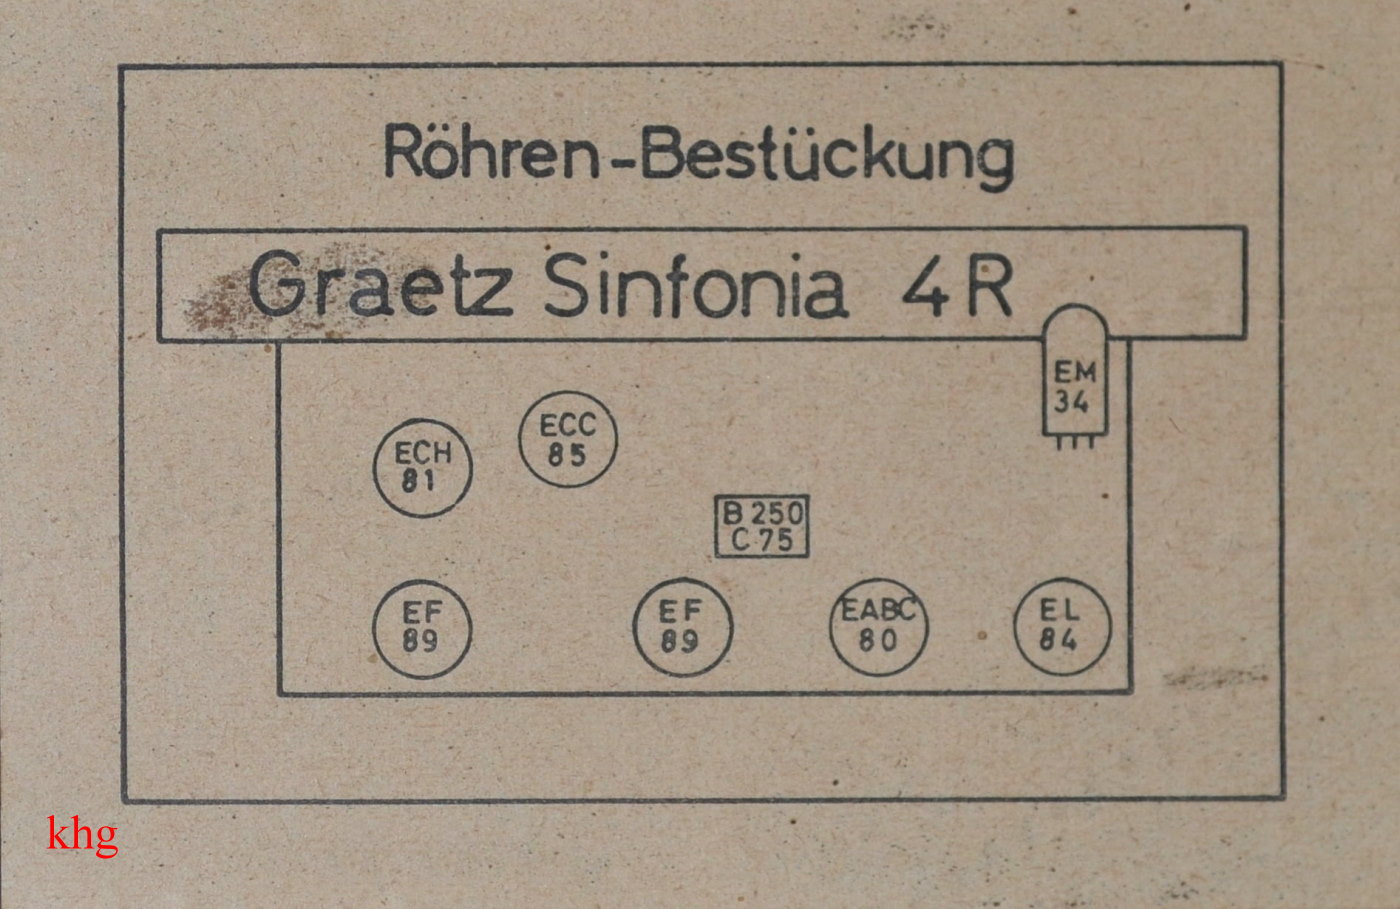 Röhren-Bestückung
Graetz Sinfonia 4R
EM
34
ECC
85
ECH
81
B 250
C 75
EF
89
EF
89
EABC
80
EL
84
khg